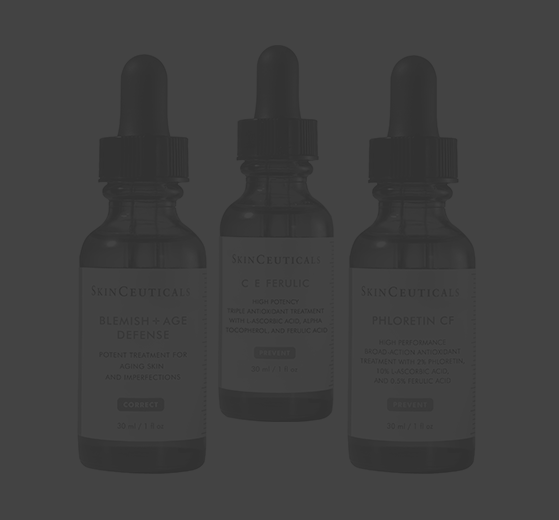 SKINCEUTICALS
BLEMISH + AGE
DEFENSE
POTENT TREATMENT FOR
AGING SKIN
AND IMPERFECTIONS
CORRECT
30 ml / 1 fl oz
SKINCEUTICALS
C E FERULIC
HIGH POTENCY
TRIPLE ANTIOXIDANT TREATMENT
WITH L-ASCORBIC ACID, ALPHA
TOCOPHEROL, AND FERULIC ACID
PREVENT
30 ml / 1 fl oz
SKINCEUTICALS
PHLORETIN CF
HIGH PERFORMANCE
BROAD-ACTION ANTIOXIDANT
TREATMENT WITH 2% PHLORETIN,
10% L-ASCORBIC ACID,
AND 0.5% FERULIC ACID
PREVENT
30 ml / 1 fl oz